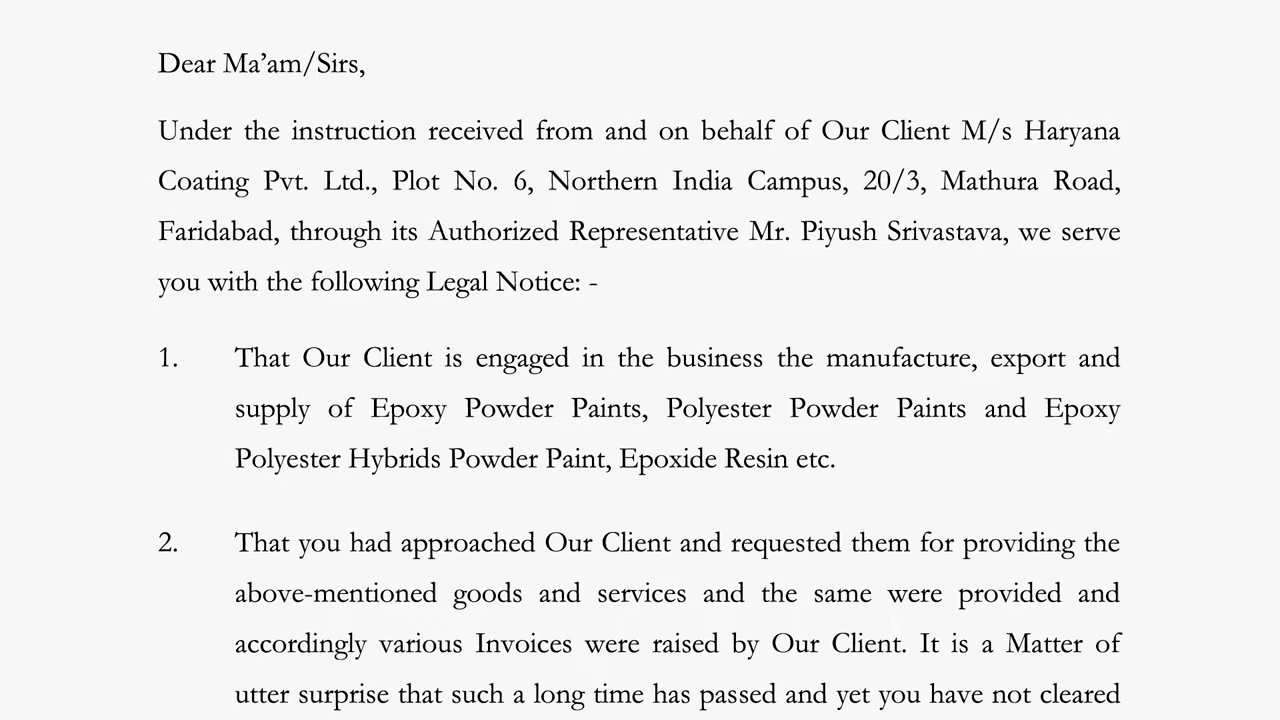 Dear Ma’am/Sirs,
Under the instruction received from and on behalf of Our Client M/s Haryana
Coating Pvt. Ltd., Plot No. 6, Northern India Campus, 20/3, Mathura Road,
Faridabad, through its Authorized Representative Mr. Piyush Srivastava, we serve
you with the following Legal Notice: -
1. That Our Client is engaged in the business the manufacture, export and
supply of Epoxy Powder Paints, Polyester Powder Paints and Epoxy
Polyester Hybrids Powder Paint, Epoxide Resin etc.
2. That you had approached Our Client and requested them for providing the
above-mentioned goods and services and the same were provided and
accordingly various Invoices were raised by Our Client. It is a Matter of
utter surprise that such a long time has passed and yet you have not cleared